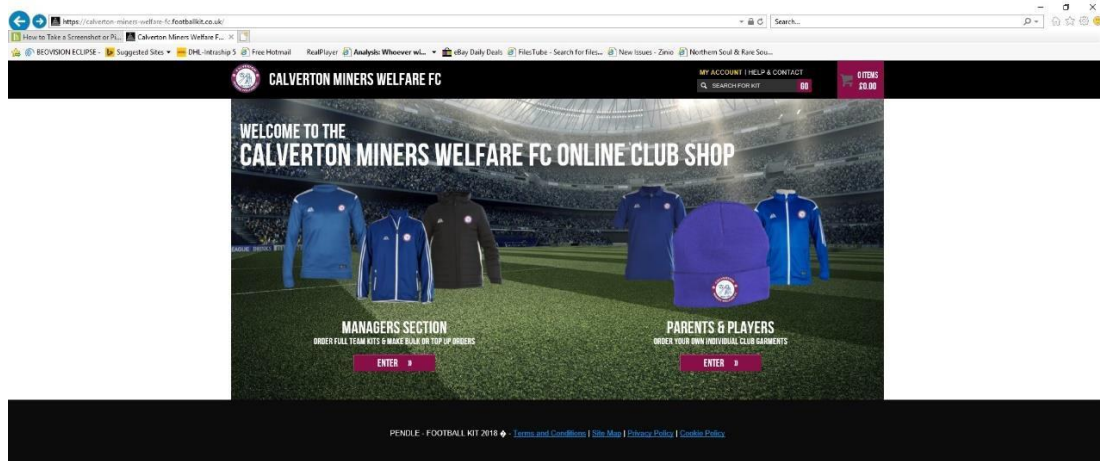 https://calverton-miners-welfare-fc.footballkit.co.uk/
Search...
How to Take a Screenshot or Pi...
Calverton Miners Welfare F...
BEOVISION ECLIPSE -
Suggested Sites
DHL-Intraship 5
Free Hotmail
RealPlayer
Analysis: Whoever wi...
eBay Daily Deals
FilesTube - Search for files...
New Issues - Zinio
Northern Soul & Rare Sou...
CALVERTON MINERS WELFARE FC
MY ACCOUNT | HELP & CONTACT
SEARCH FOR KIT
GO
0 ITEMS
£0.00
WELCOME TO THE
CALVERTON MINERS WELFARE FC ONLINE CLUB SHOP
MANAGERS SECTION
ORDER FULL TEAM KITS & MAKE BULK OR TOP UP ORDERS
ENTER »
PARENTS & PLAYERS
ORDER YOUR OWN INDIVIDUAL CLUB GARMENTS
ENTER »
PENDLE - FOOTBALL KIT 2018 � - Terms and Conditions | Site Map | Privacy Policy | Cookie Policy